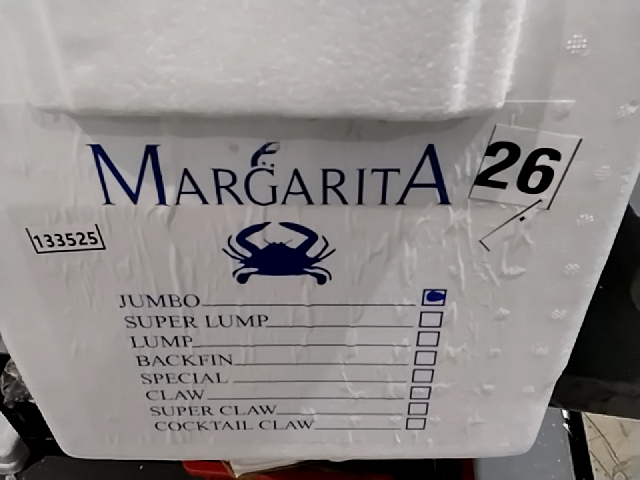 MARGARITA
26
133525
JUMBO
SUPER LUMP
LUMP
BACKFIN
SPECIAL
CLAW
SUPER CLAW
COCKTAIL CLAW